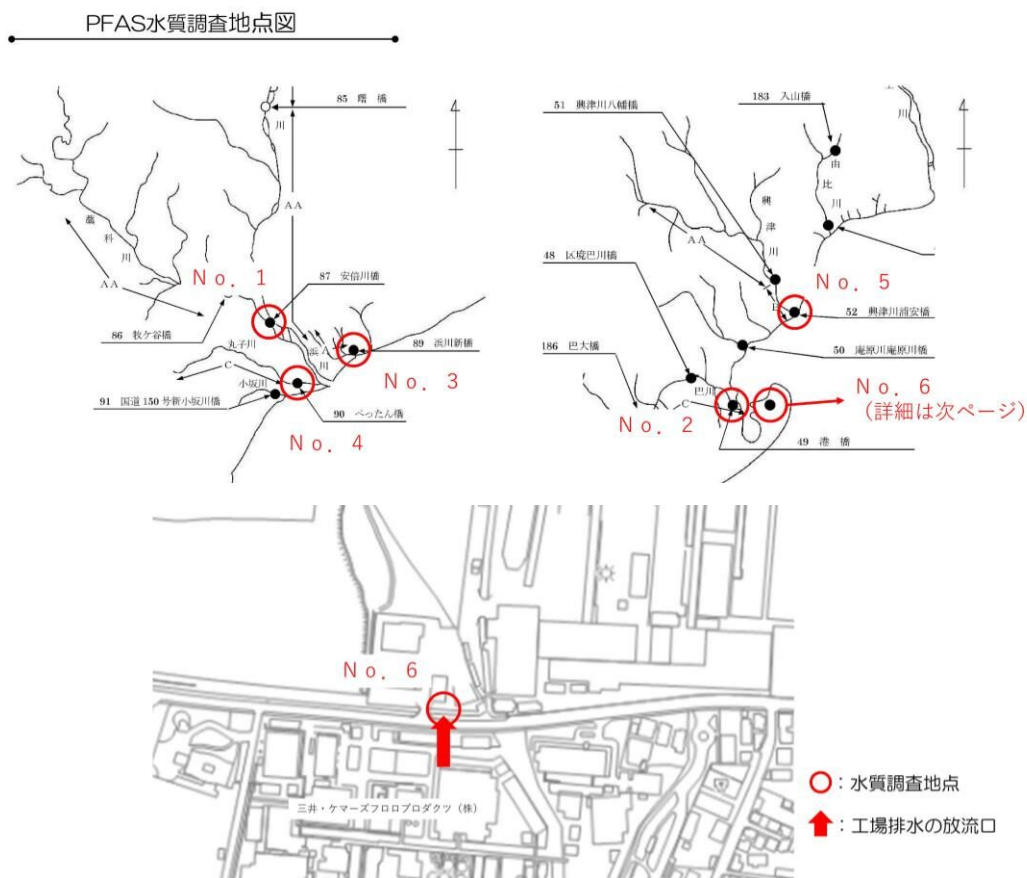 PFAS水質調査地点図
85 曙橋
川
AA
藁科川
AA
No. 1
87 安倍川橋
86 牧ケ谷橋
丸子川
浜川
A
89 浜川新橋
C
No. 3
小坂川
91 国道150号新小坂川橋
90 ぺったん橋
No. 4
183 入山橋
51 興津川八幡橋
由比川
川
興津川
AA
48 区境巴川橋
No. 5
B
52 興津川浦安橋
50 庵原川庵原川橋
186 巴大橋
巴川
No. 6
(詳細は次ページ)
C
No. 2
49 港橋
No. 6
三井・ケマーズフロロプロダクツ(株)
:水質調査地点
:工場排水の放流口